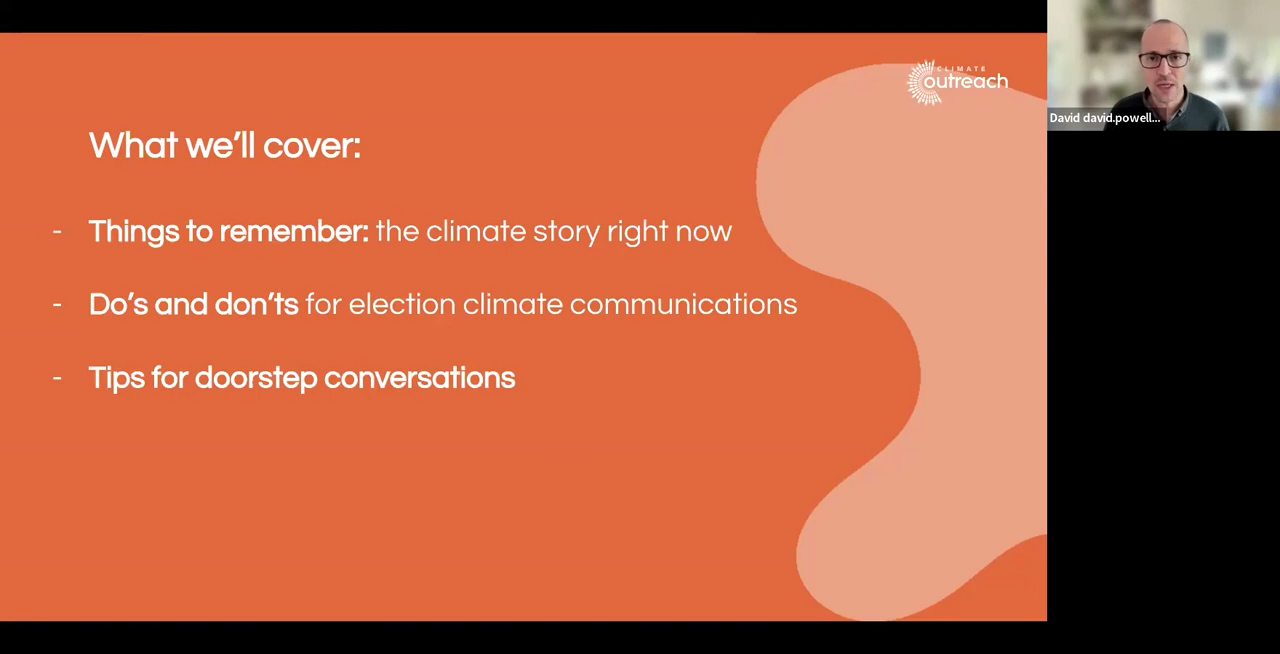 CLIMATE
outreach
David david.powell...
What we'll cover:
- Things to remember: the climate story right now
- Do's and don'ts for election climate communications
- Tips for doorstep conversations